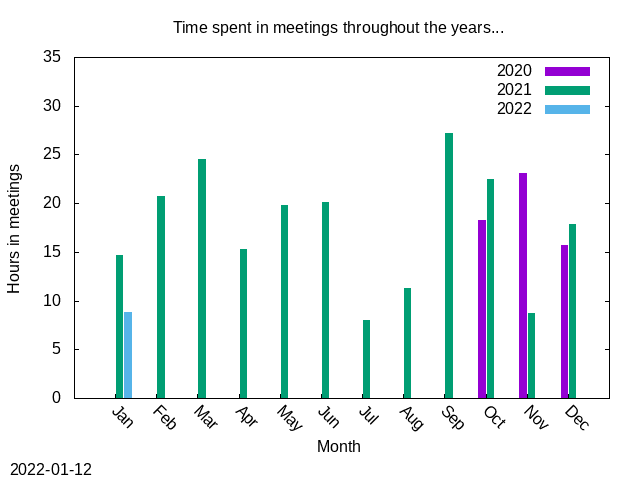 Time spent in meetings throughout the years...
2020
2021
2022
35
30
25
20
15
10
5
0
Hours in meetings
Jan
Feb
Mar
Apr
May
Jun
Jul
Aug
Sep
Oct
Nov
Dec
Month
2022-01-12